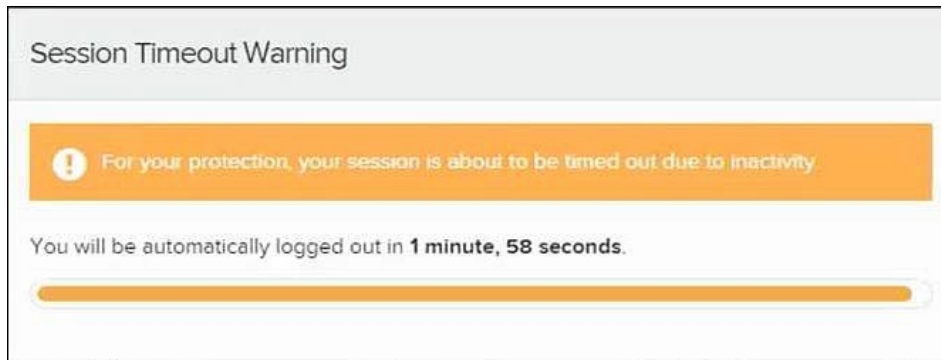 Session Timeout Warning
For your protection, your session is about to be timed out due to inactivity
You will be automatically logged out in 1 minute, 58 seconds.